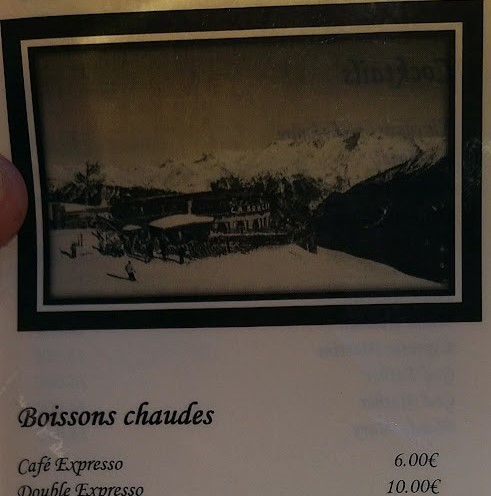 Boissons chaudes
Café Expresso 6.00€
Double Expresso 10.00€